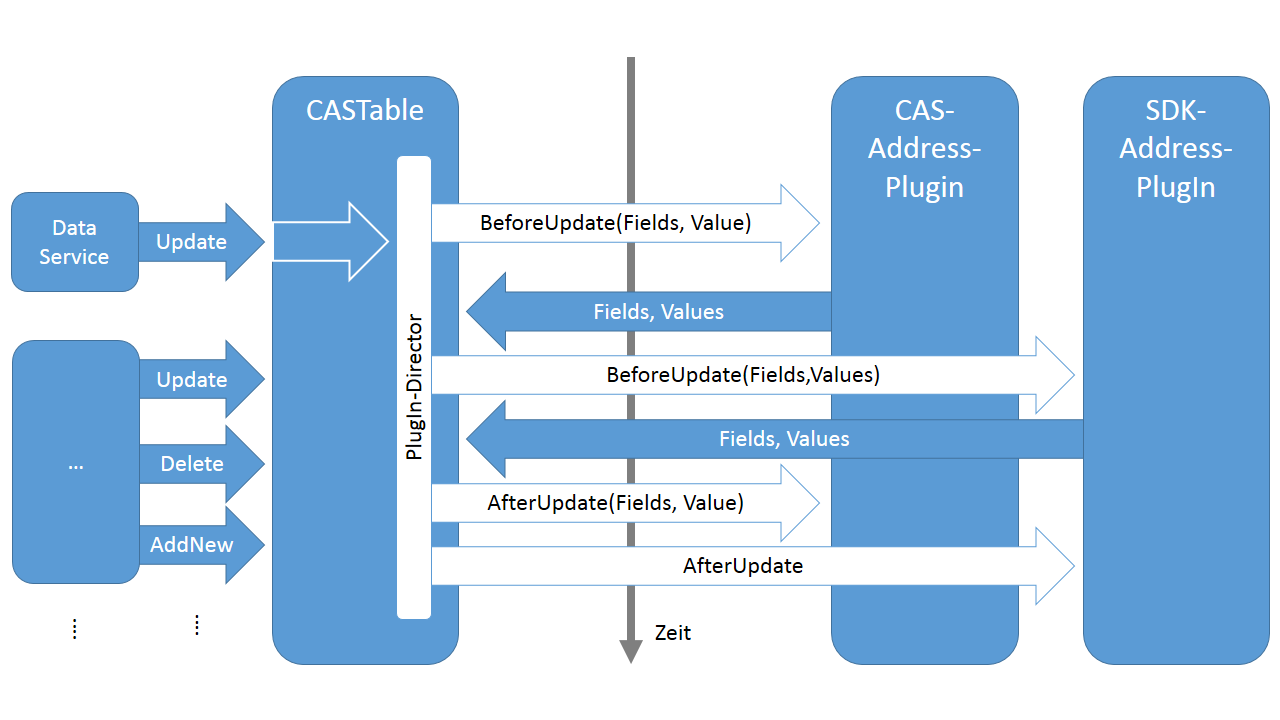 CASTable
CAS-
Address-
Plugin
SDK-
Address-
PlugIn
Data
Service
Update
BeforeUpdate(Fields, Value)
Fields, Values
PlugIn-Director
Update
BeforeUpdate(Fields,Values)
Fields, Values
...
Delete
AfterUpdate(Fields, Value)
AddNew
AfterUpdate
Zeit